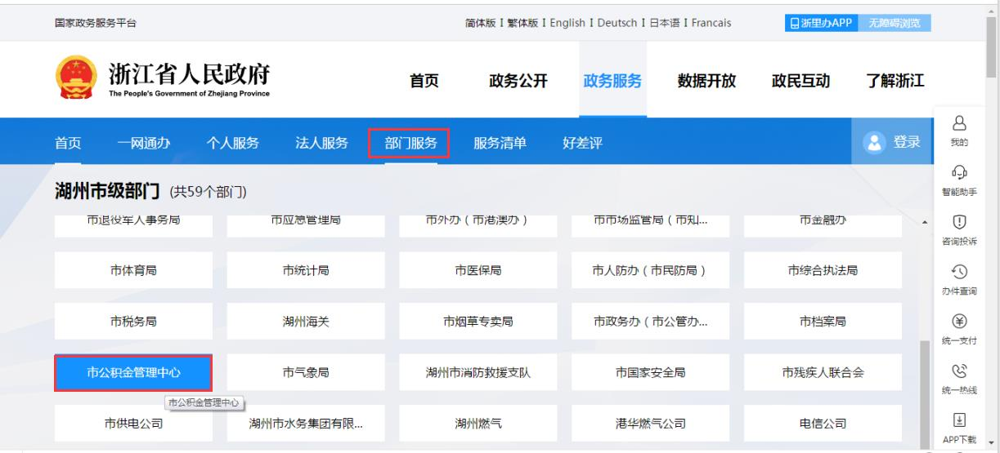 国家政务服务平台
简体版 I 繁体版 I English I Deutsch I 日本语 I Francais
浙里办APP
无障碍浏览
浙江省人民政府
The People's Government of Zhejiang Province
首页 政务公开 政务服务 数据开放 政民互动 了解浙江
首页 一网通办 个人服务 法人服务 部门服务 服务清单 好差评
登录
我的
智能助手
咨询投诉
办件查询
统一支付
统一热线
APP下载
湖州市级部门 (共59个部门)
市退役军人事务局 市应急管理局 市外办（市港澳办） 市市场监管局（市知... 市金融办
市体育局 市统计局 市医保局 市人防办（市民防局） 市综合执法局
市税务局 湖州海关 市烟草专卖局 市政务办（市公管办... 市档案局
市公积金管理中心 市气象局 湖州市消防救援支队 市国家安全局 市残疾人联合会
市公积金管理中心
市供电公司 湖州市水务集团有限... 湖州燃气 港华燃气公司 电信公司